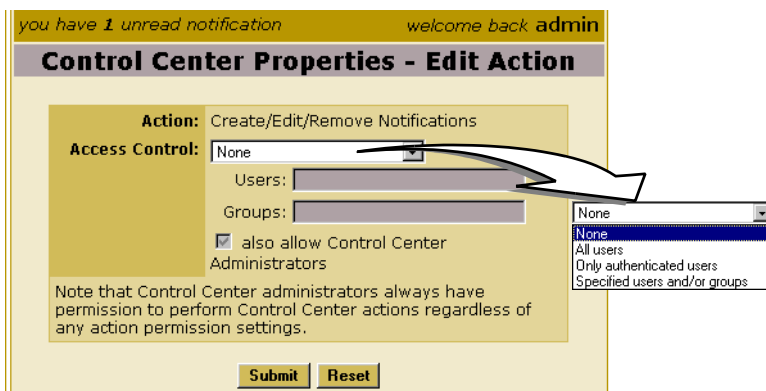 you have 1 unread notification welcome back admin
Control Center Properties - Edit Action
Action: Create/Edit/Remove Notifications
Access Control: None
Users:
Groups:
also allow Control Center
Administrators
Note that Control Center administrators always have
permission to perform Control Center actions regardless of
any action permission settings.
Submit Reset
None
None
All users
Only authenticated users
Specified users and/or groups